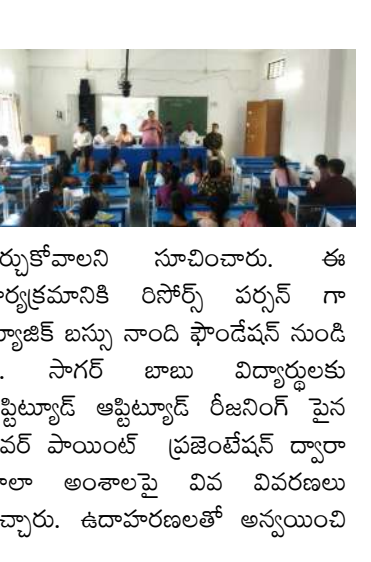 ర్చుకోవాలని సూచించారు. ఈ
ర్యక్రమానికి రిసోర్స్ పర్సన్ గా
్యాజిక్ బస్సు నాంది ఫౌండేషన్ నుండి
. సాగర్ బాబు విద్యార్థులకు
ప్టిట్యూడ్ ఆప్టిట్యూడ్ రీజనింగ్ పైన
వర్ పాయింట్ ప్రజెంటేషన్ ద్వారా
ాలా అంశాలపై వివ వివరణలు
చ్చారు. ఉదాహరణలతో అన్వయించి